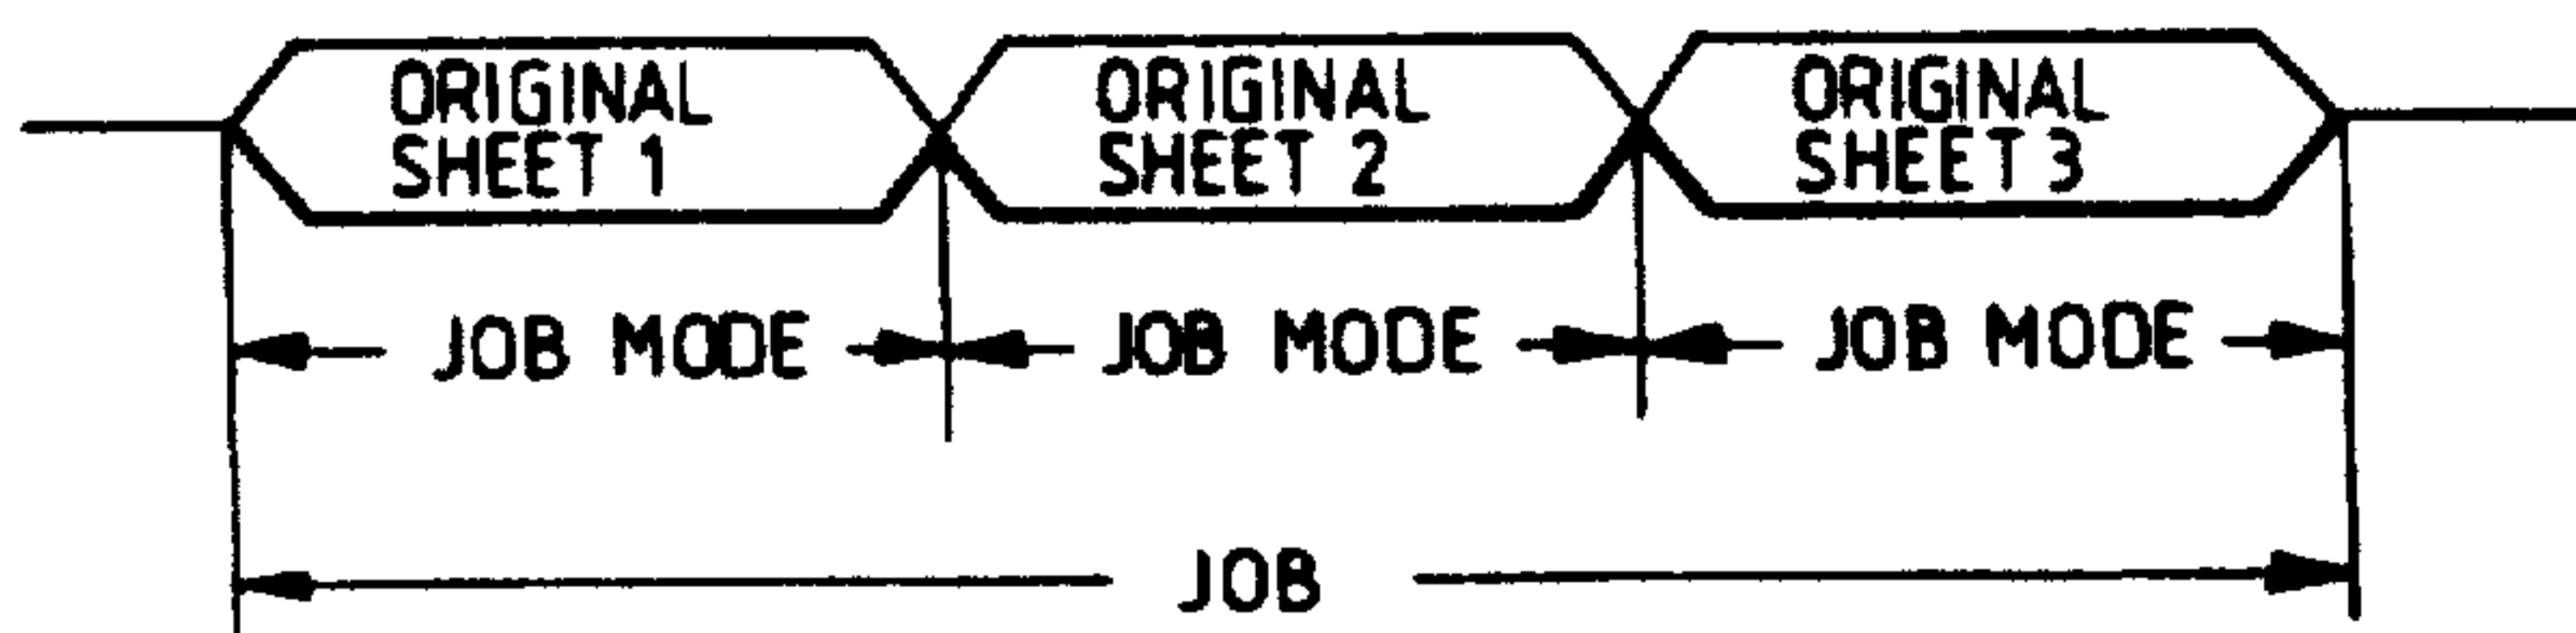 ORIGINAL
SHEET 1
ORIGINAL
SHEET 2
ORIGINAL
SHEET 3
JOB MODE
JOB MODE
JOB MODE
JOB